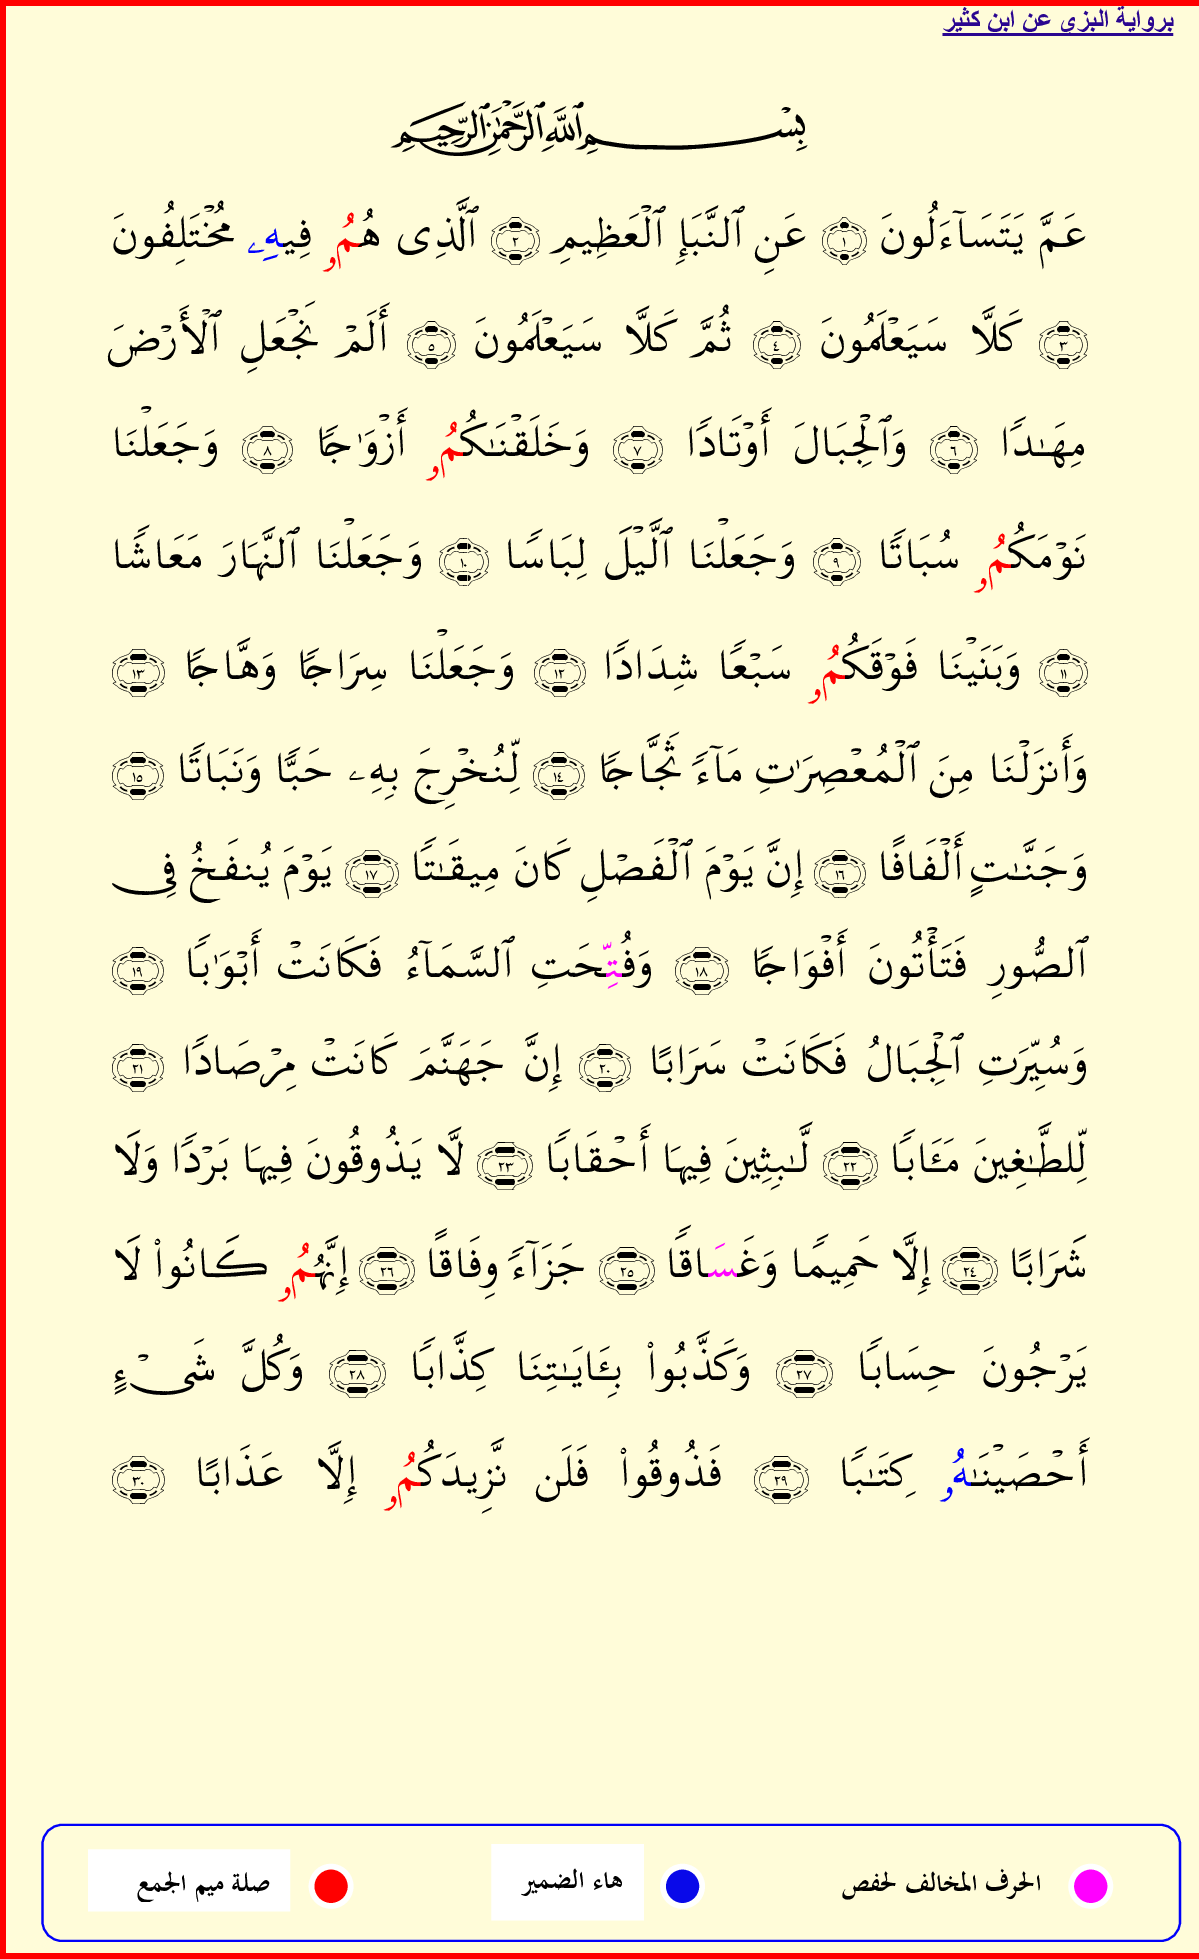 برواية البزي عن ابن كثير
بِسْمِ ٱللَّهِ ٱلرَّحْمَٰنِ ٱلرَّحِيمِ
عَمَّ يَتَسَآءَلُونَ ١ عَنِ ٱلنَّبَإِ ٱلْعَظِيمِ ٢ ٱلَّذِى هُمُۥ فِيهِۦ مُخْتَلِفُونَ
٣ كَلَّا سَيَعْلَمُونَ ٤ ثُمَّ كَلَّا سَيَعْلَمُونَ ٥ أَلَمْ نَجْعَلِ ٱلْأَرْضَ
مِهَـٰدًا ٦ وَٱلْجِبَالَ أَوْتَادًا ٧ وَخَلَقْنَـٰكُمُۥ أَزْوَٰجًا ٨ وَجَعَلْنَا
نَوْمَكُمُۥ سُبَاتًا ٩ وَجَعَلْنَا ٱلَّيْلَ لِبَاسًا ١٠ وَجَعَلْنَا ٱلنَّهَارَ مَعَاشًا
١١ وَبَنَيْنَا فَوْقَكُمُۥ سَبْعًا شِدَادًا ١٢ وَجَعَلْنَا سِرَاجًا وَهَّاجًا ١٣
وَأَنزَلْنَا مِنَ ٱلْمُعْصِرَٰتِ مَآءً ثَجَّاجًا ١٤ لِّنُخْرِجَ بِهِۦ حَبًّا وَنَبَاتًا ١٥
وَجَنَّـٰتٍ أَلْفَافًا ١٦ إِنَّ يَوْمَ ٱلْفَصْلِ كَانَ مِيقَـٰتًا ١٧ يَوْمَ يُنفَخُ فِى
ٱلصُّورِ فَتَأْتُونَ أَفْوَاجًا ١٨ وَفُتِّحَتِ ٱلسَّمَآءُ فَكَانَتْ أَبْوَٰبًا ١٩
وَسُيِّرَتِ ٱلْجِبَالُ فَكَانَتْ سَرَابًا ٢٠ إِنَّ جَهَنَّمَ كَانَتْ مِرْصَادًا ٢١
لِّلطَّـٰغِينَ مَـَٔابًا ٢٢ لَّـٰبِثِينَ فِيهَا أَحْقَابًا ٢٣ لَّا يَذُوقُونَ فِيهَا بَرْدًا وَلَا
شَرَابًا ٢٤ إِلَّا حَمِيمًا وَغَسَاقًا ٢٥ جَزَآءً وِفَاقًا ٢٦ إِنَّهُمُۥ كَانُوا۟ لَا
يَرْجُونَ حِسَابًا ٢٧ وَكَذَّبُوا۟ بِـَٔايَـٰتِنَا كِذَّابًا ٢٨ وَكُلَّ شَىْءٍ
أَحْصَيْنَـٰهُۥ كِتَـٰبًا ٢٩ فَذُوقُوا۟ فَلَن نَّزِيدَكُمُۥ إِلَّا عَذَابًا ٣٠
الحرف المخالف لحفص هاء الضمير صلة ميم الجمع